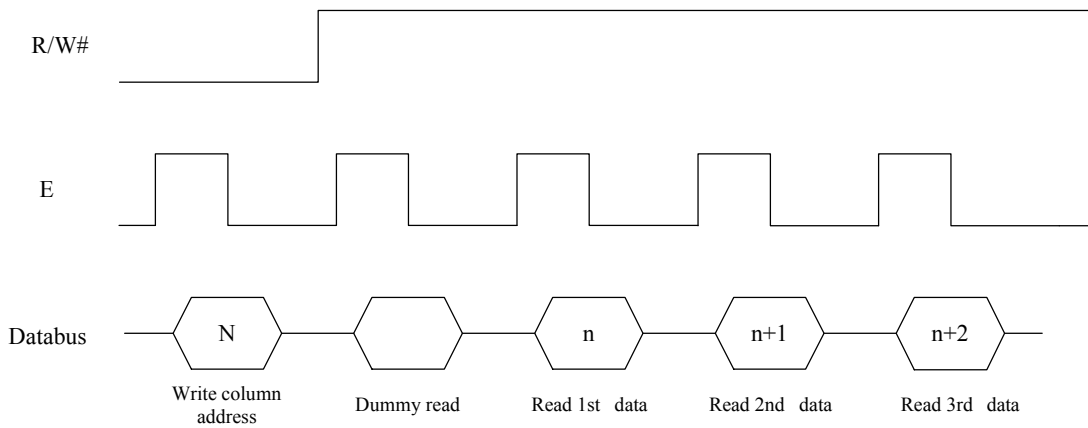 R/W#
E
Databus
N
n
n+1
n+2
Write column
address
Dummy read
Read 1st data
Read 2nd data
Read 3rd data